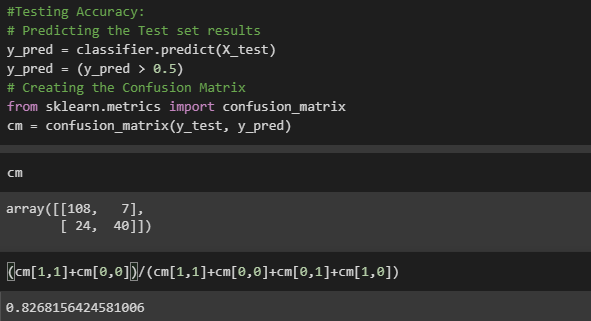 #Testing Accuracy:
# Predicting the Test set results
y_pred = classifier.predict(X_test)
y_pred = (y_pred > 0.5)
# Creating the Confusion Matrix
from sklearn.metrics import confusion_matrix
cm = confusion_matrix(y_test, y_pred)
cm
array([[108,   7],
       [ 24,  40]])
(cm[1,1]+cm[0,0])/(cm[1,1]+cm[0,0]+cm[0,1]+cm[1,0])
0.8268156424581006